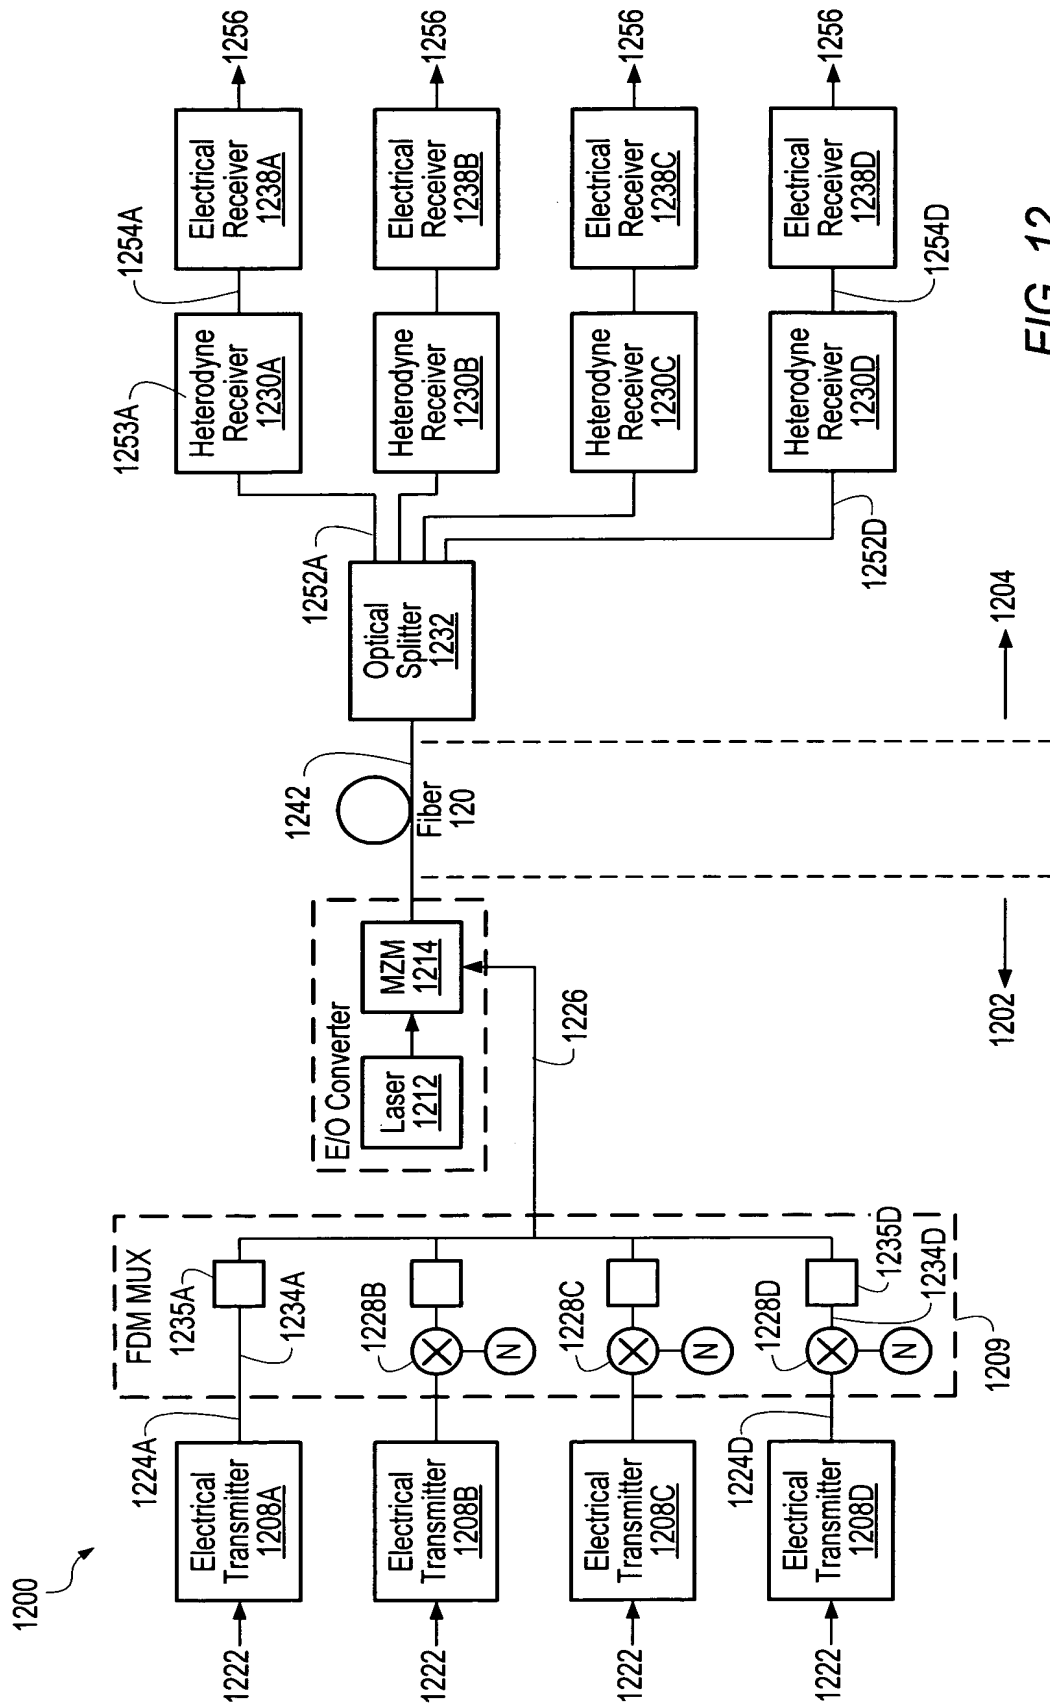 1200
1222
Electrical
Transmitter
1208A
1224A
FDM MUX
1235A
1234A
1222
Electrical
Transmitter
1208B
1228B
N
1222
Electrical
Transmitter
1208C
1228C
N
1222
Electrical
Transmitter
1208D
1224D
1228D
N
1235D
1234D
1209
1226
E/O Converter
Laser
1212
MZM
1214
1242
Fiber
120
1202
1204
Optical
Splitter
1232
1252A
1252D
1253A
Heterodyne
Receiver
1230A
1254A
Electrical
Receiver
1238A
1256
Heterodyne
Receiver
1230B
Electrical
Receiver
1238B
1256
Heterodyne
Receiver
1230C
Electrical
Receiver
1238C
1256
Heterodyne
Receiver
1230D
1254D
Electrical
Receiver
1238D
1256
FIG. 12